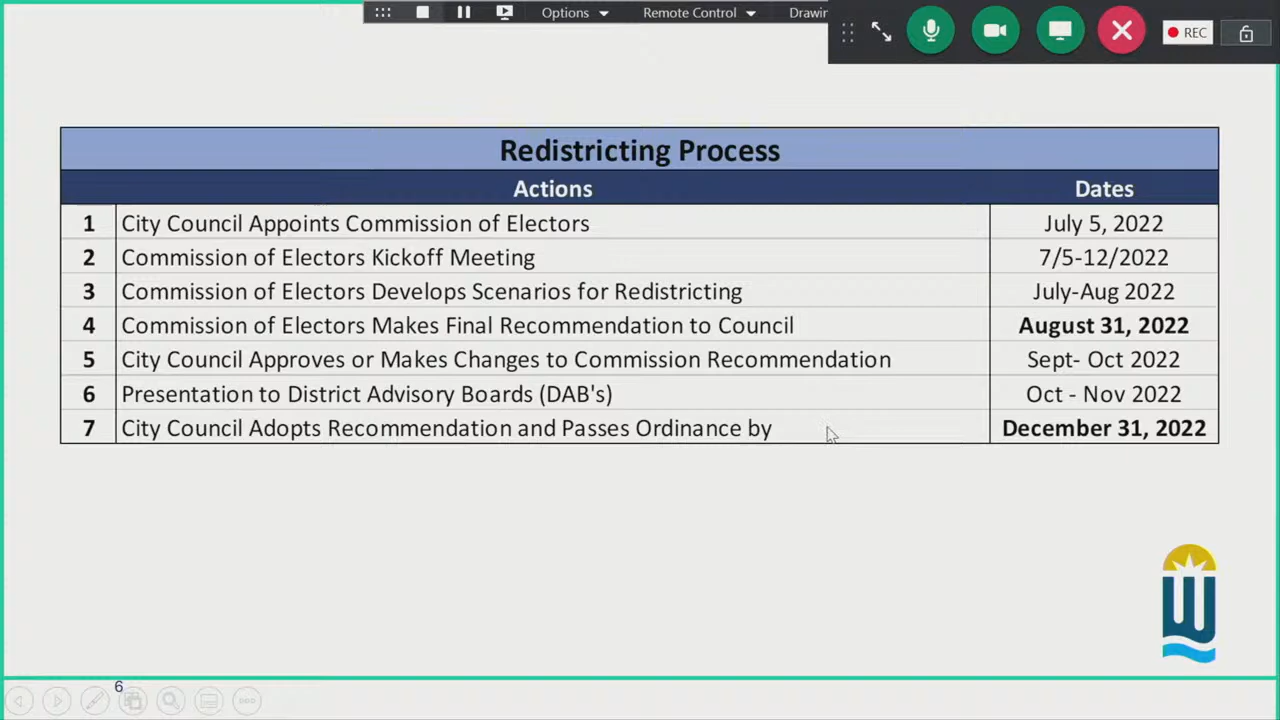 Options Remote Control Drawin
REC
Redistricting Process
Actions Dates
1 City Council Appoints Commission of Electors July 5, 2022
2 Commission of Electors Kickoff Meeting 7/5-12/2022
3 Commission of Electors Develops Scenarios for Redistricting July-Aug 2022
4 Commission of Electors Makes Final Recommendation to Council August 31, 2022
5 City Council Approves or Makes Changes to Commission Recommendation Sept- Oct 2022
6 Presentation to District Advisory Boards (DAB's) Oct - Nov 2022
7 City Council Adopts Recommendation and Passes Ordinance by December 31, 2022
W
6